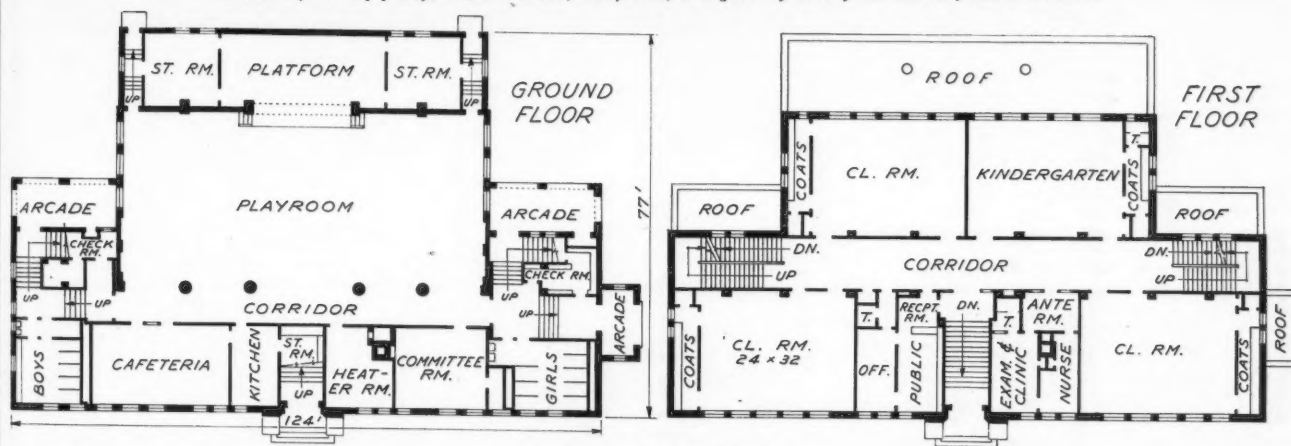 GROUND
FLOOR
ST. RM.
PLATFORM
ST. RM.
UP
UP
ARCADE
PLAYROOM
ARCADE
77'
CHECK
RM.
CHECK RM.
UP
UP
UP
CORRIDOR
ARCADE
BOYS
CAFETERIA
KITCHEN
ST.
RM.
UP
HEAT-
ER RM.
COMMITTEE
RM.
GIRLS
124'
FIRST
FLOOR
ROOF
COATS
CL. RM.
KINDERGARTEN
T.
COATS
ROOF
ROOF
DN.
UP
CORRIDOR
DN.
UP
COATS
CL. RM.
24 × 32
T.
OFF.
RECPT.
RM.
PUBLIC
DN.
T.
EXAM. &
CLINIC
ANTE
RM.
NURSE
CL. RM.
COATS
ROOF